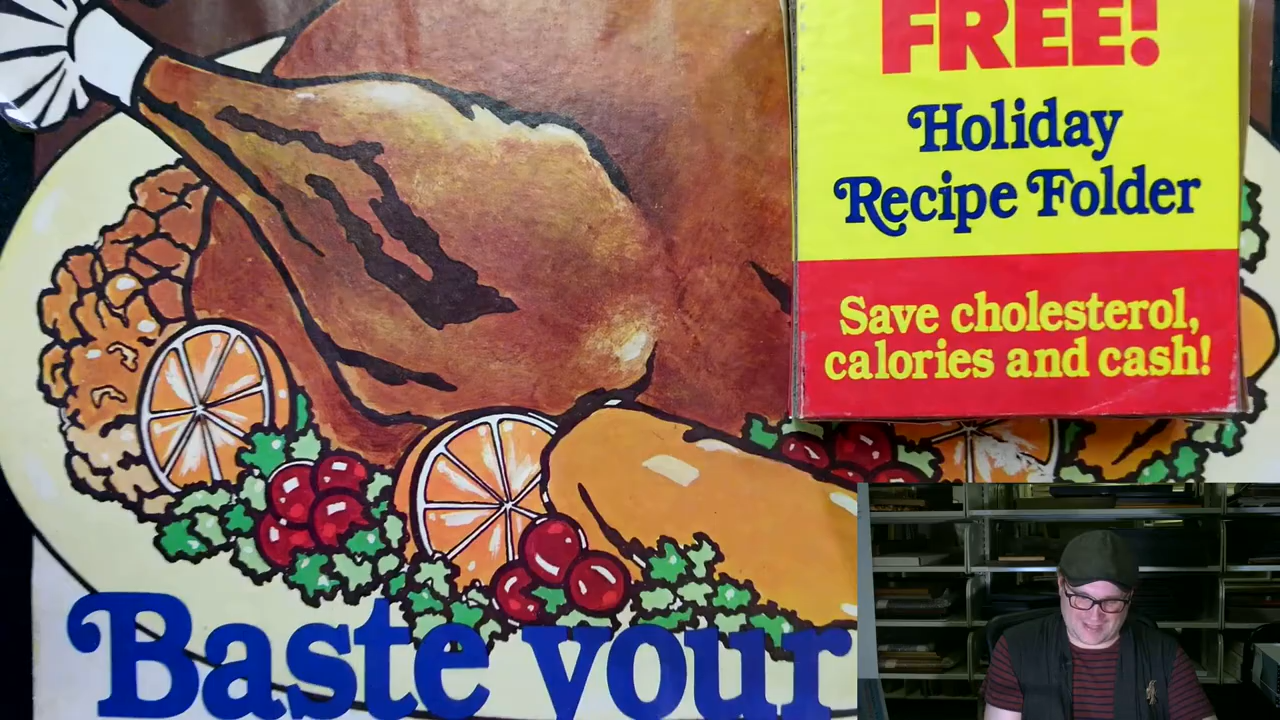 FREE!
Holiday
Recipe Folder
Save cholesterol,
calories and cash!
Baste your